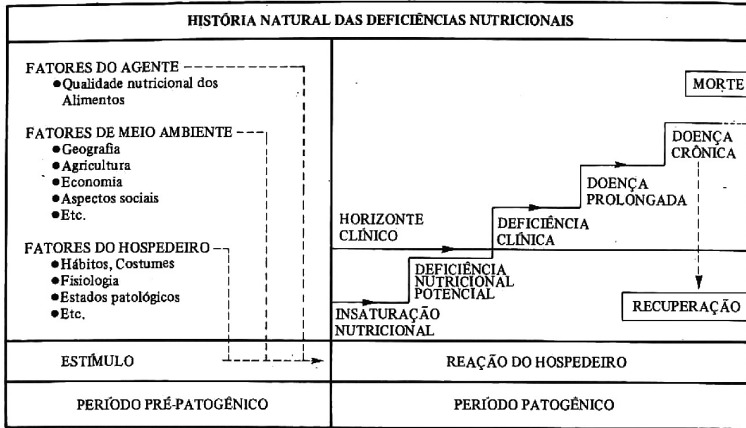 HISTÓRIA NATURAL DAS DEFICIÊNCIAS NUTRICIONAIS
FATORES DO AGENTE
●Qualidade nutricional dos
Alimentos
FATORES DE MEIO AMBIENTE
●Geografia
●Agricultura
●Economia
●Aspectos sociais
●Etc.
FATORES DO HOSPEDEIRO
●Hábitos, Costumes
●Fisiologia
●Estados patológicos
●Etc.
MORTE
DOENÇA
CRÔNICA
DOENÇA
PROLONGADA
HORIZONTE
CLÍNICO
DEFICIÊNCIA
CLÍNICA
DEFICIÊNCIA
NUTRICIONAL
POTENCIAL
INSATURAÇÃO
NUTRICIONAL
RECUPERAÇÃO
ESTÍMULO
REAÇÃO DO HOSPEDEIRO
PERÍODO PRÉ-PATOGÊNICO
PERÍODO PATOGÊNICO